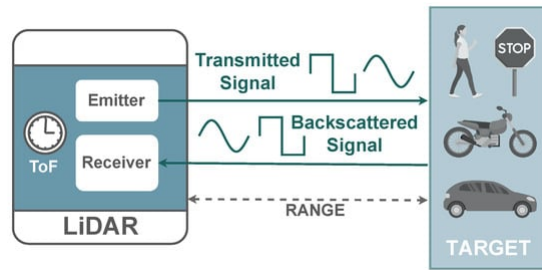 Transmitted
Signal
STOP
Emitter
Backscattered
Signal
ToF
Receiver
RANGE
LiDAR
TARGET